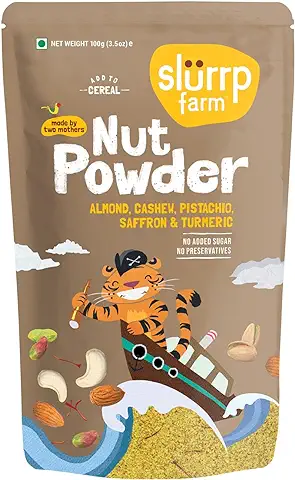 NET WEIGHT 100g (3.5oz) e
slürrp
farm
ADD TO
CEREAL
made by
two mothers
Nut
Powder
ALMOND, CASHEW, PISTACHIO,
SAFFRON & TURMERIC
NO ADDED SUGAR
NO PRESERVATIVES